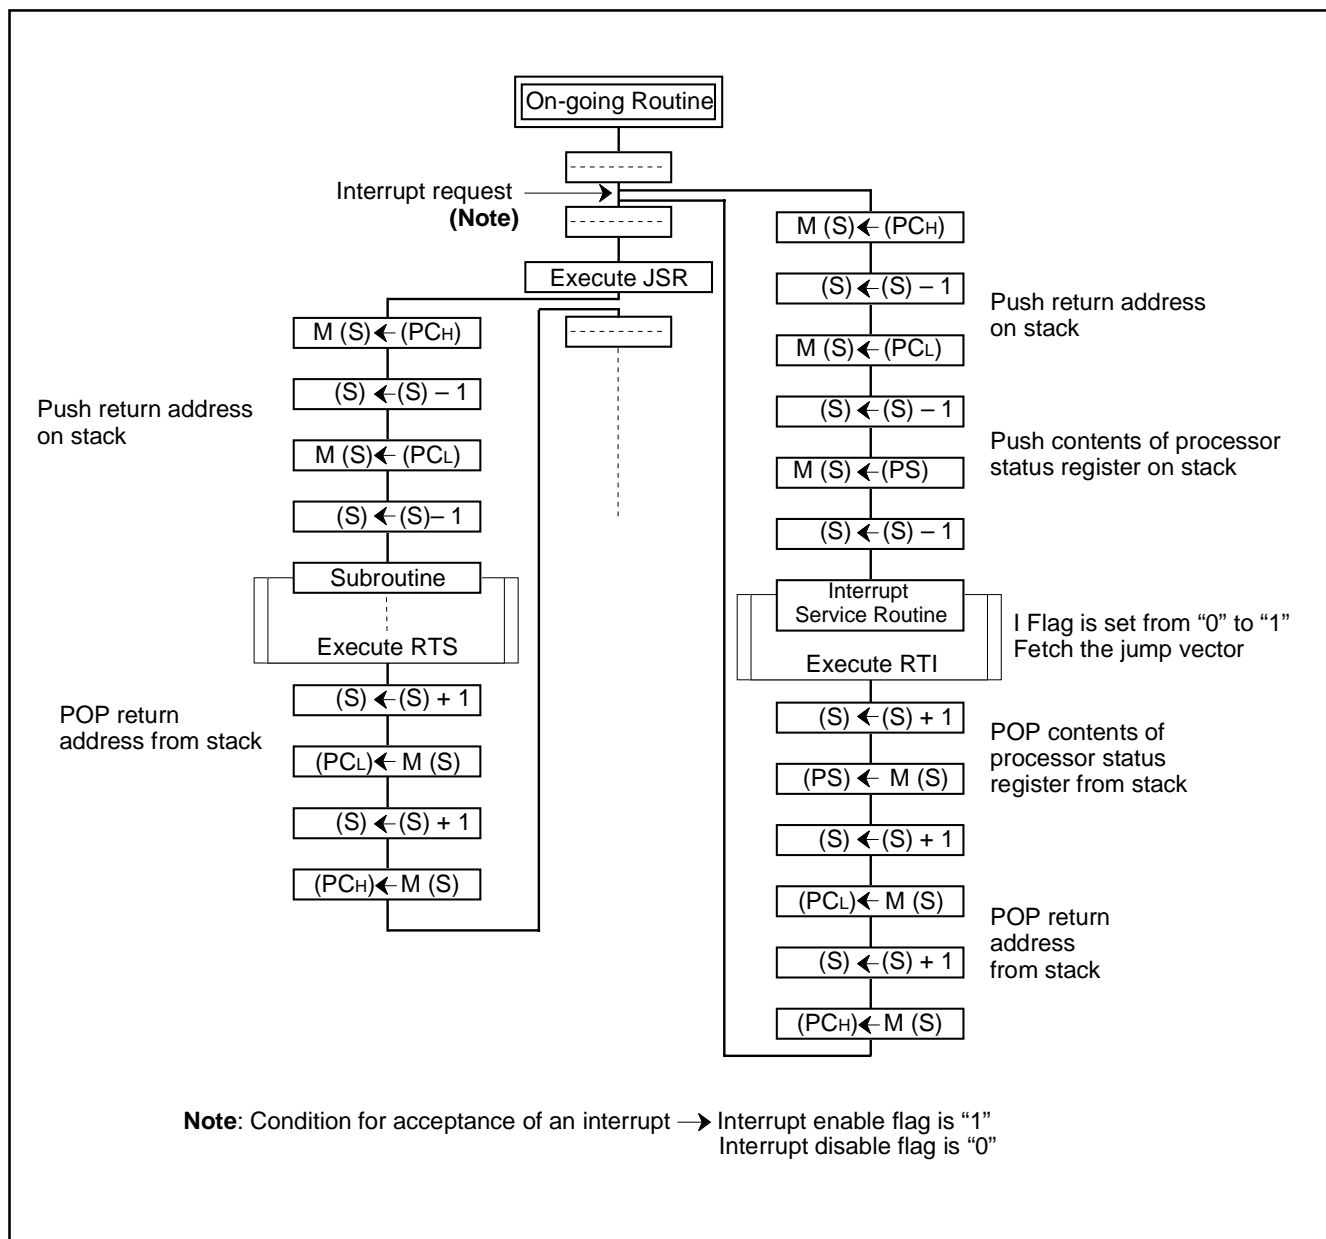 On-going Routine
Interrupt request
(Note)
Execute JSR
M (S) ← (PCH)
(S) ← (S) – 1
M (S) ← (PCL)
(S) ← (S)– 1
Push return address
on stack
Subroutine
Execute RTS
POP return
address from stack
(S) ← (S) + 1
(PCL) ← M (S)
(S) ← (S) + 1
(PCH) ← M (S)
M (S) ← (PCH)
(S) ← (S) – 1
M (S) ← (PCL)
(S) ← (S) – 1
M (S) ← (PS)
(S) ← (S) – 1
Push return address
on stack
Push contents of processor
status register on stack
Interrupt
Service Routine
Execute RTI
I Flag is set from “0” to “1”
Fetch the jump vector
(S) ← (S) + 1
(PS) ← M (S)
(S) ← (S) + 1
(PCL) ← M (S)
(S) ← (S) + 1
(PCH) ← M (S)
POP contents of
processor status
register from stack
POP return
address
from stack
Note: Condition for acceptance of an interrupt → Interrupt enable flag is “1”
Interrupt disable flag is “0”